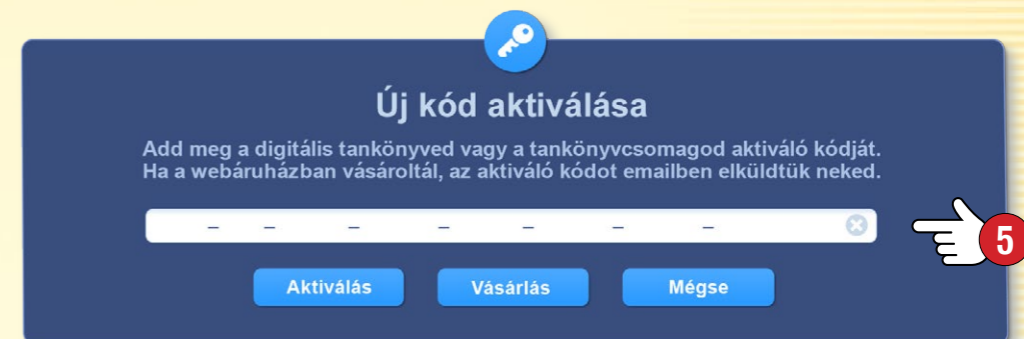 Új kód aktiválása
Add meg a digitális tankönyved vagy a tankönyvcsomagod aktiváló kódját.
Ha a webáruházban vásároltál, az aktiváló kódot emailben elküldtük neked.
– – – – – – –
5
Aktiválás Vásárlás Mégse